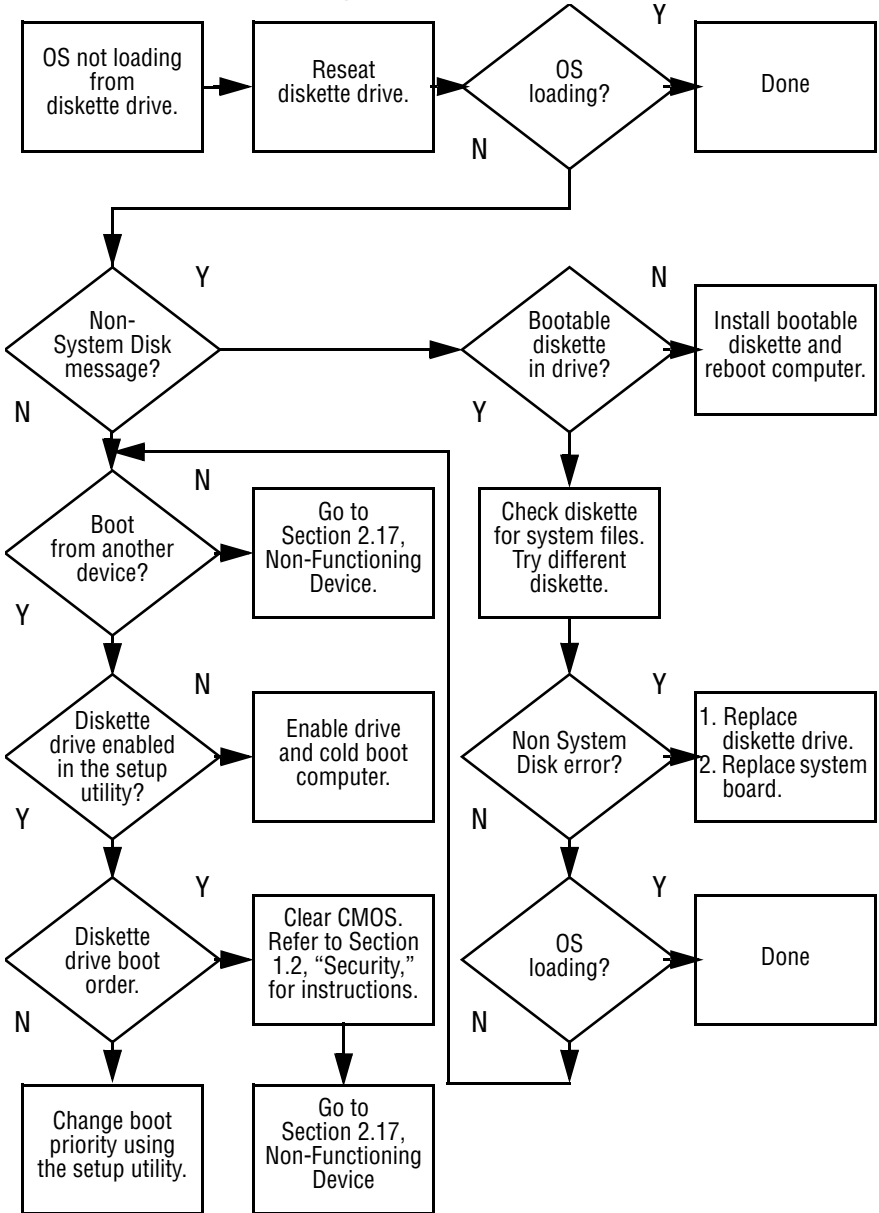 OS not loading
from
diskette drive.
Reseat
diskette drive.
OS
loading?
Y
N
Done
Non-
System Disk
message?
Y
N
Bootable
diskette
in drive?
N
Y
Install bootable
diskette and
reboot computer.
Boot
from another
device?
N
Y
Go to
Section 2.17,
Non-Functioning
Device.
Check diskette
for system files.
Try different
diskette.
Diskette
drive enabled
in the setup
utility?
N
Y
Enable drive
and cold boot
computer.
Non System
Disk error?
Y
N
1. Replace
diskette drive.
2. Replace system
board.
Diskette
drive boot
order.
Y
N
Clear CMOS.
Refer to Section
1.2, “Security,”
for instructions.
OS
loading?
Y
N
Done
Change boot
priority using
the setup utility.
Go to
Section 2.17,
Non-Functioning
Device